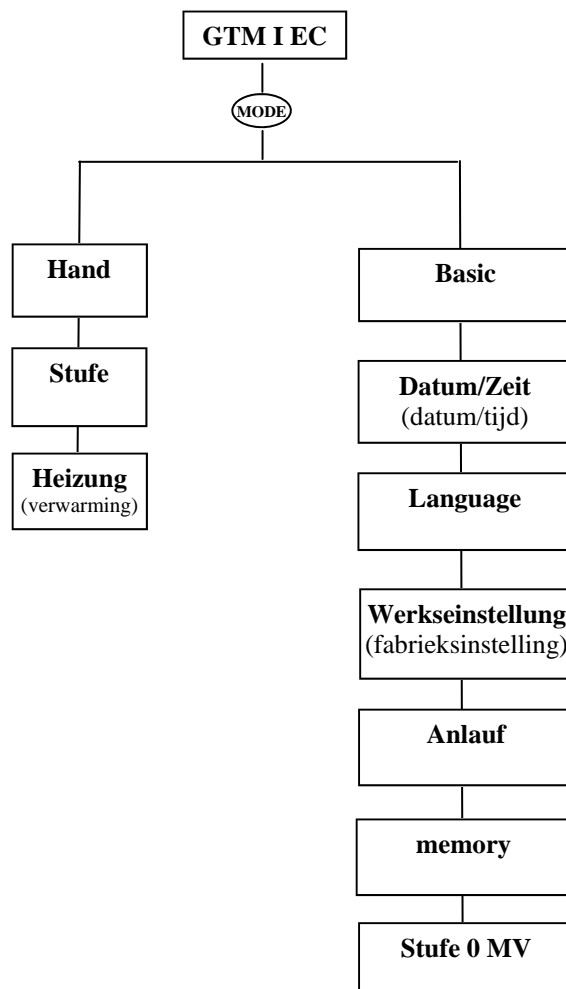 GTM I EC
MODE
Hand
Stufe
Heizung
(verwarming)
Basic
Datum/Zeit
(datum/tijd)
Language
Werkseinstellung
(fabrieksinstelling)
Anlauf
memory
Stufe 0 MV